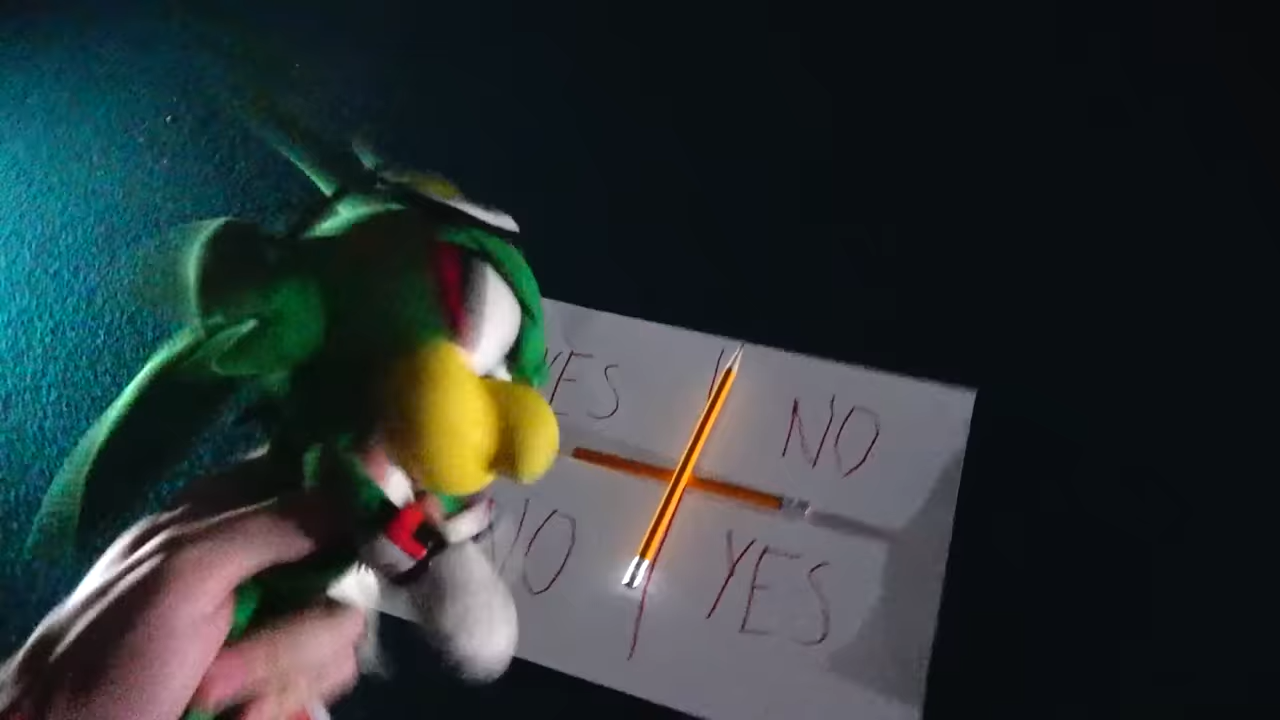 YES NO
NO YES